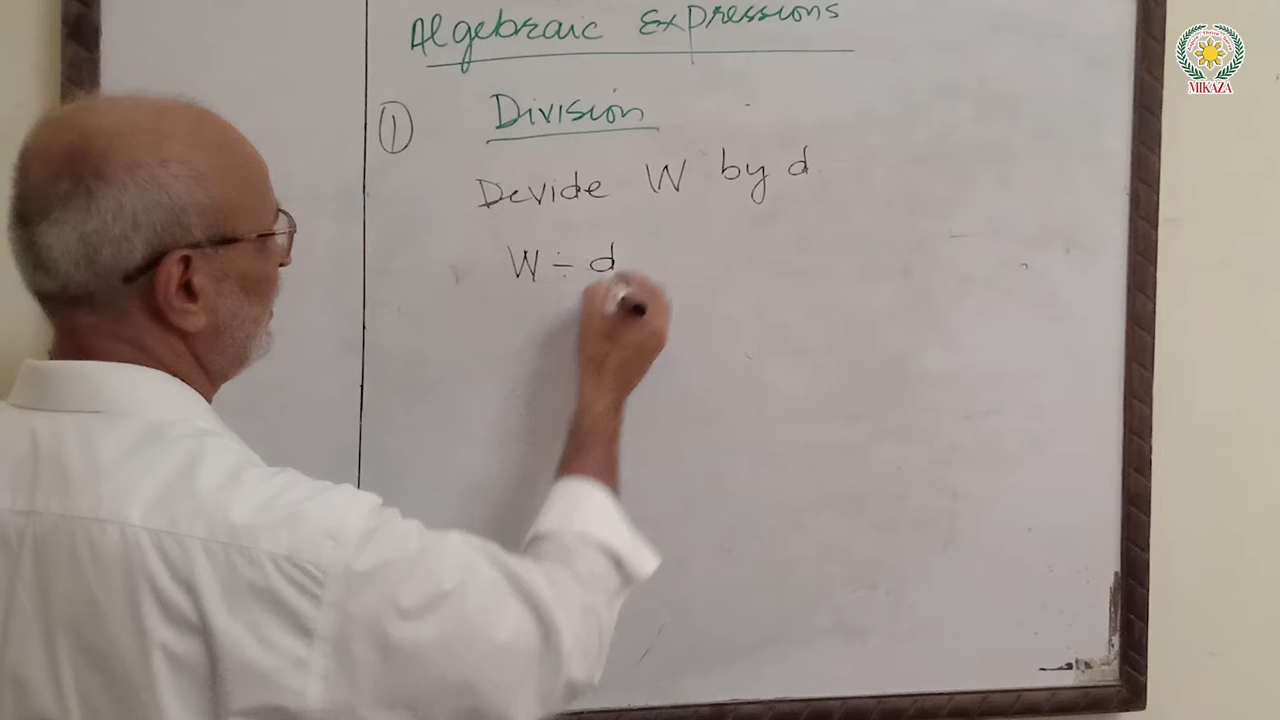 Algebraic Expressions
① Division
Devide W by d
W ÷ d
MIKAZA